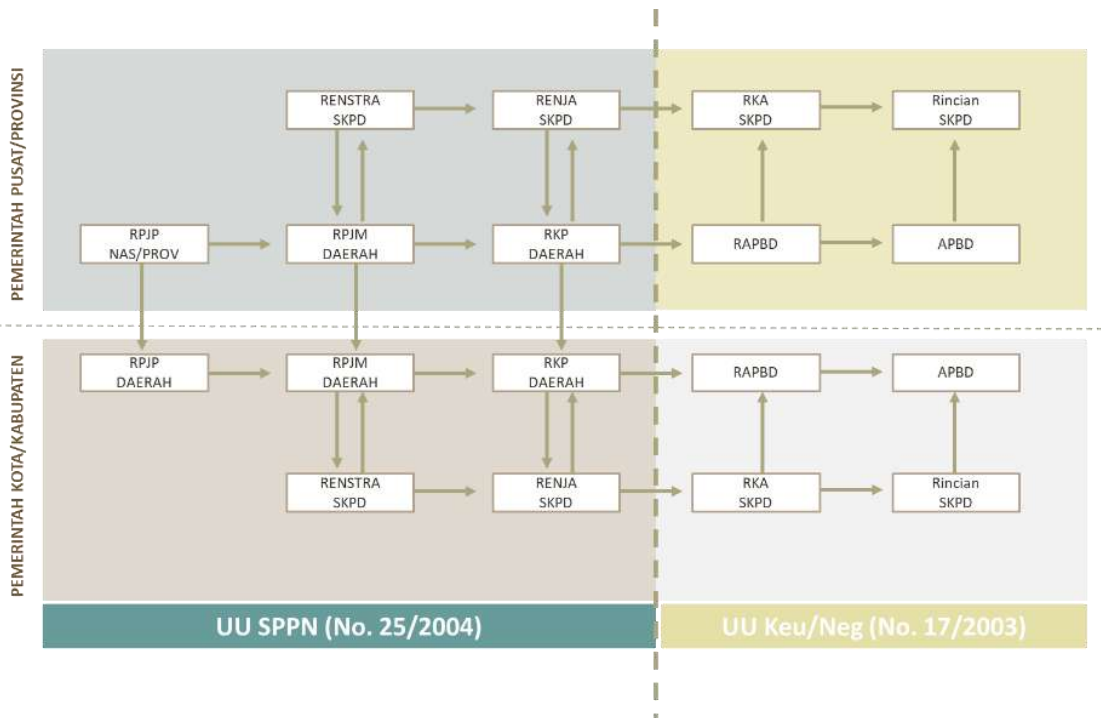 PEMERINTAH PUSAT/PROVINSI
RENSTRA
SKPD
RENJA
SKPD
RKA
SKPD
Rincian
SKPD
RPJP
NAS/PROV
RPJM
DAERAH
RKP
DAERAH
RAPBD
APBD
PEMERINTAH KOTA/KABUPATEN
RPJP
DAERAH
RPJM
DAERAH
RKP
DAERAH
RAPBD
APBD
RENSTRA
SKPD
RENJA
SKPD
RKA
SKPD
Rincian
SKPD
UU SPPN (No. 25/2004)
UU Keu/Neg (No. 17/2003)